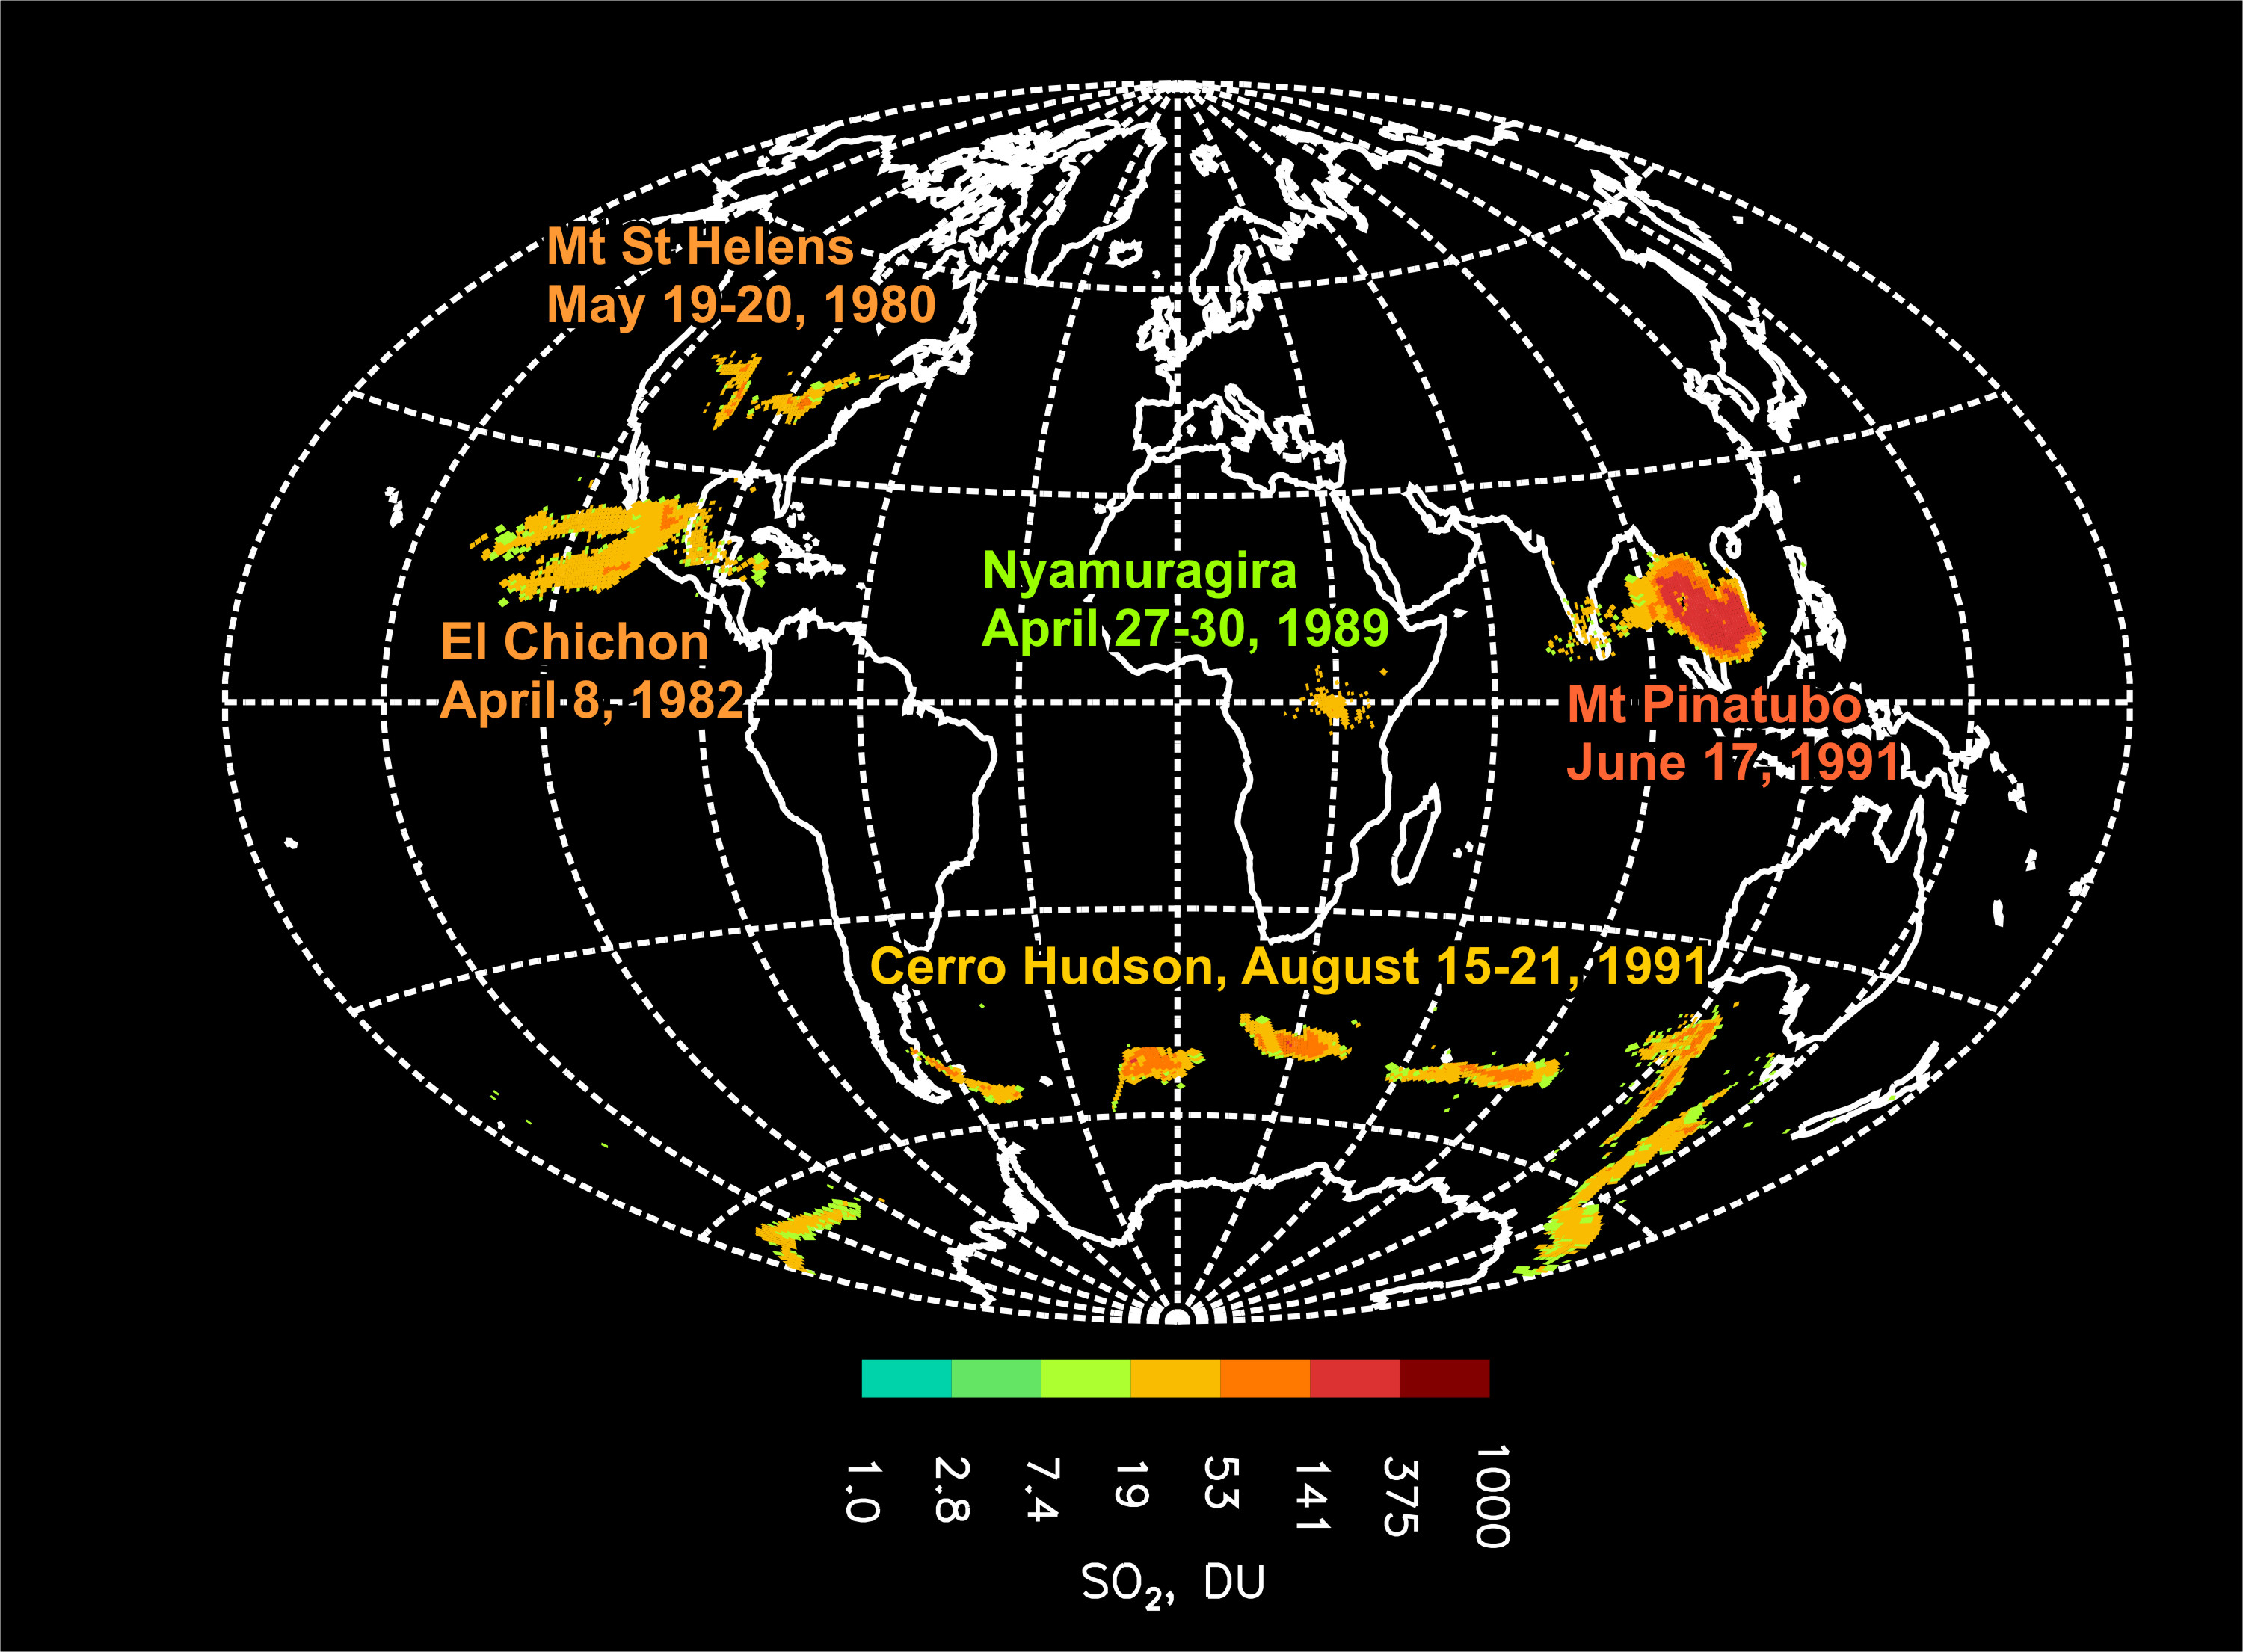 Mt St Helens
May 19-20, 1980
Nyamuragira
April 27-30, 1989
El Chichon
April 8, 1982
Mt Pinatubo
June 17, 1991
Cerro Hudson, August 15-21, 1991
1.0 2.8 7.4 19 53 141 375 1000
SO₂, DU